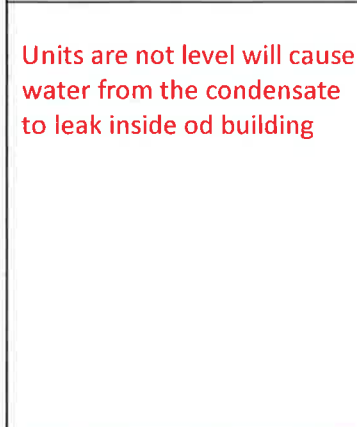 Units are not level will cause
water from the condensate
to leak inside od building